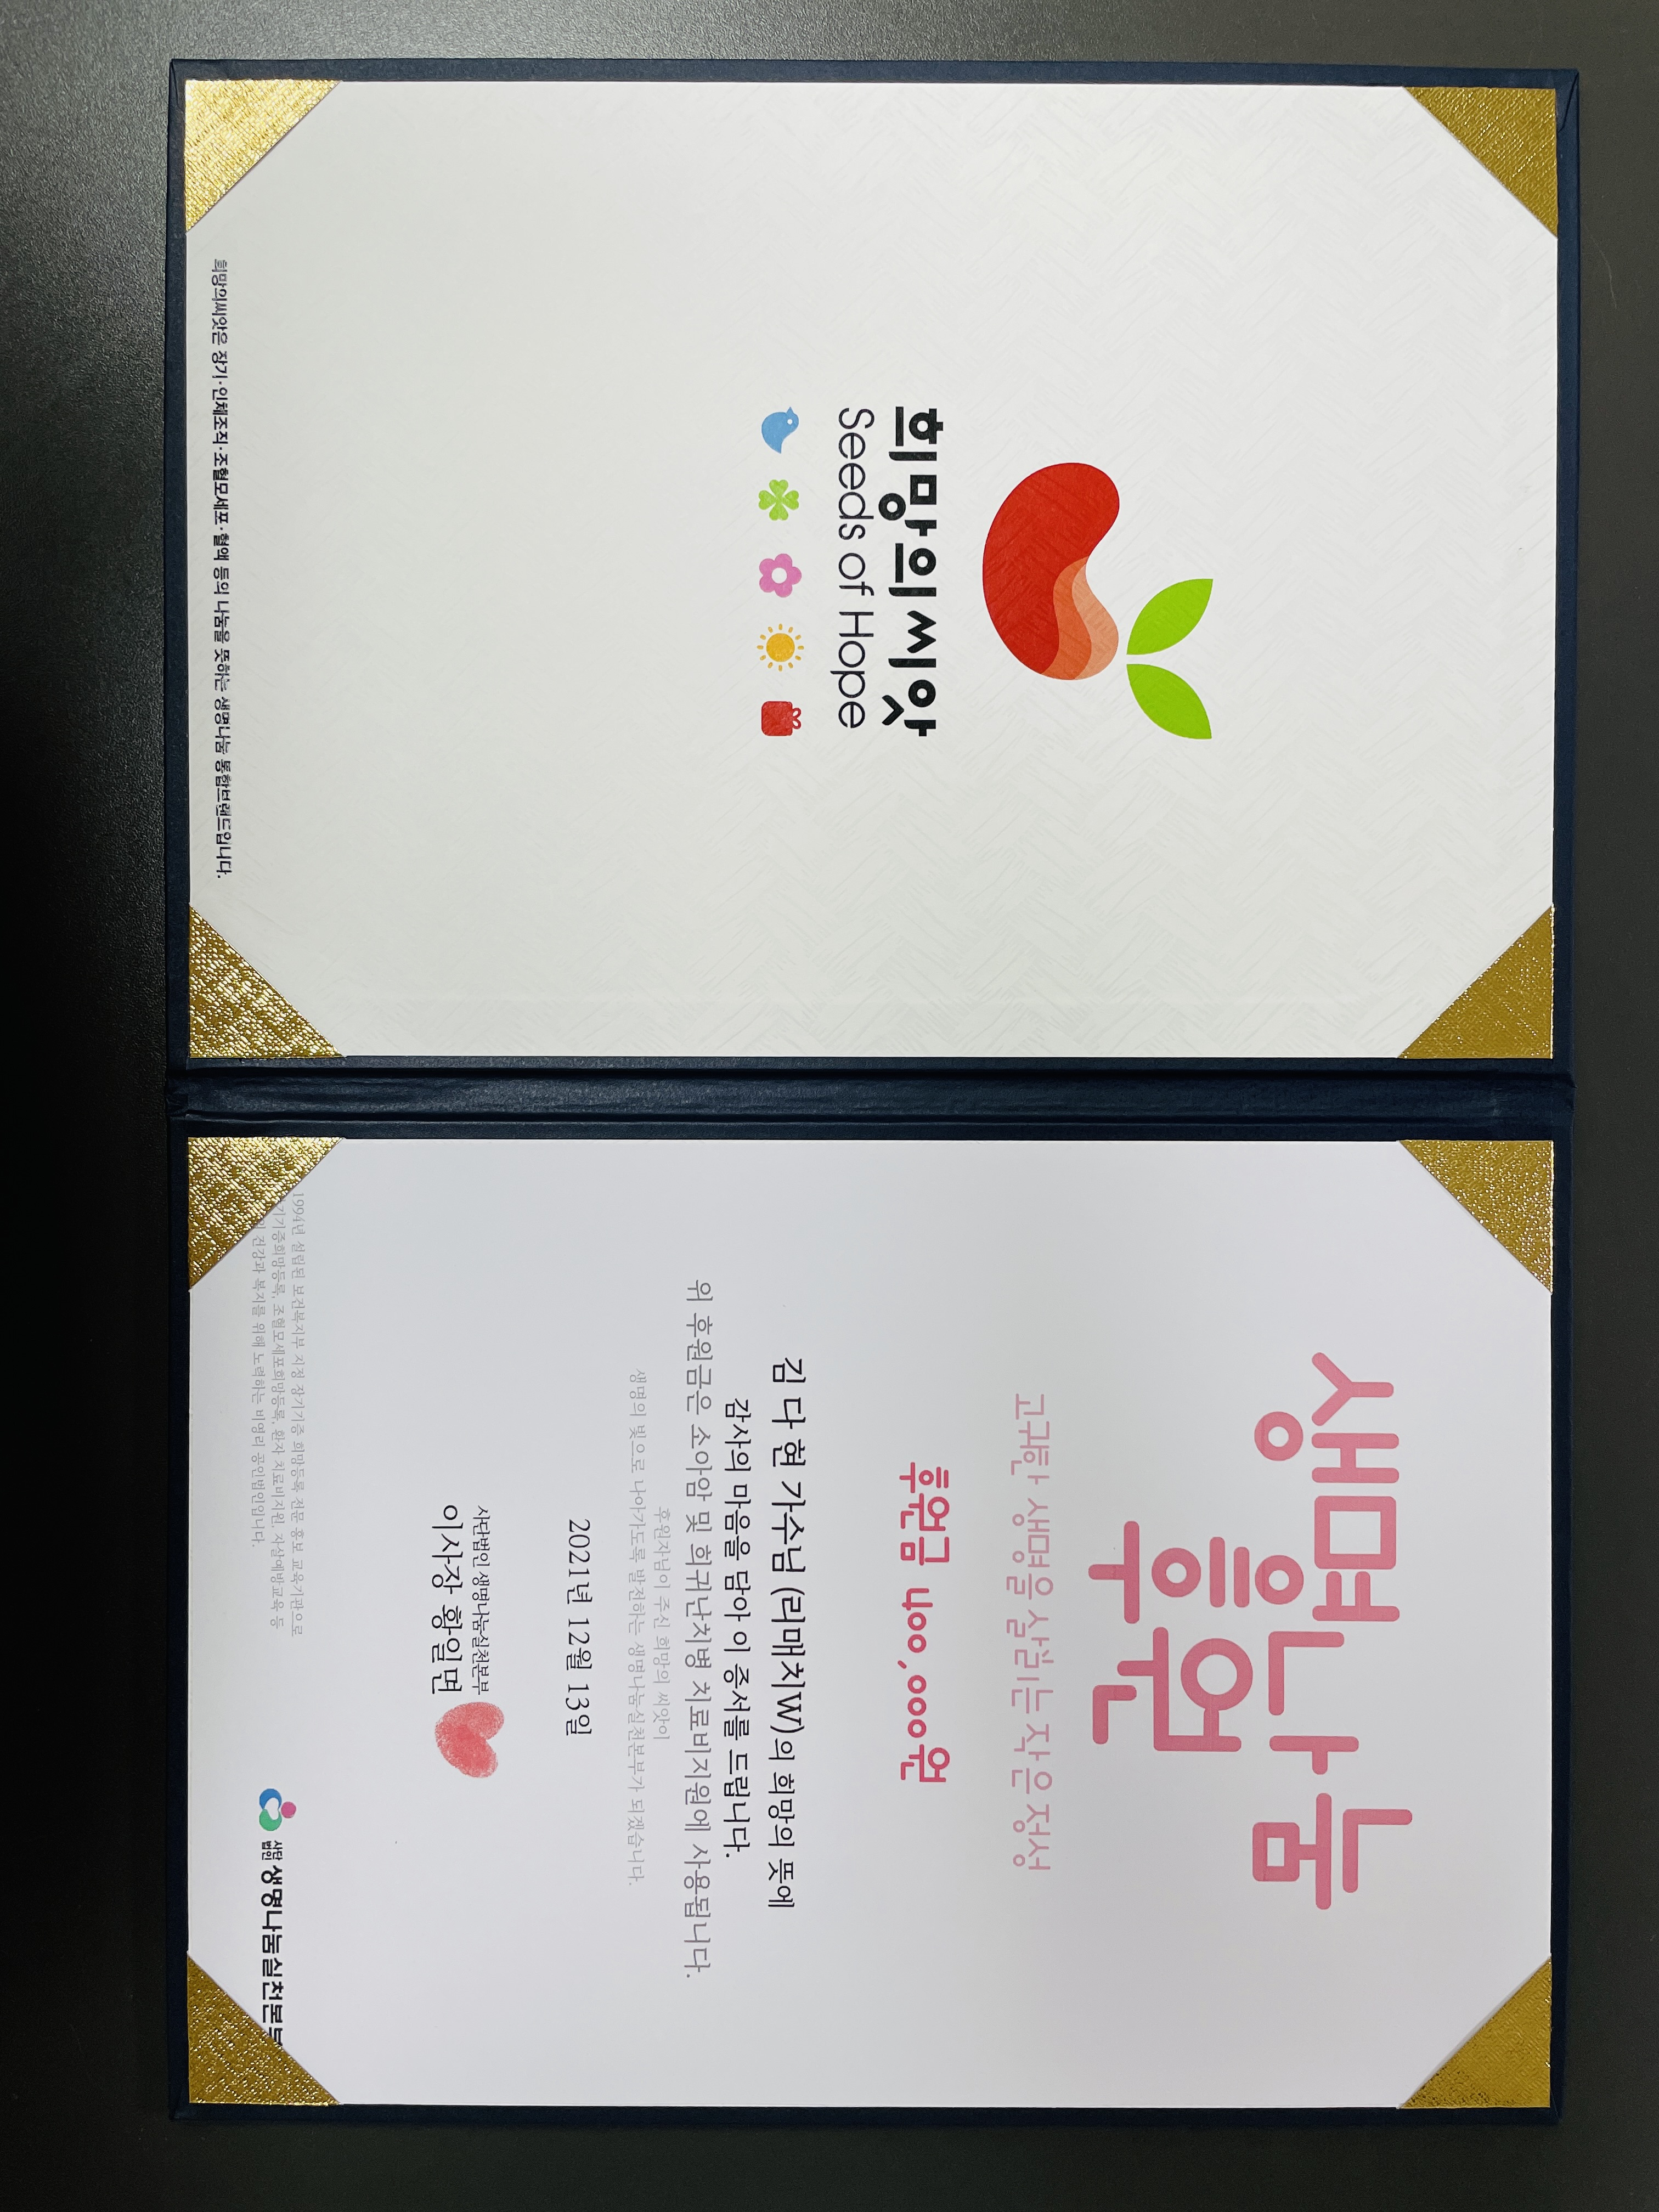 희망의씨앗
Seeds of Hope
희망의씨앗은 장기·인체조직·조혈모세포·혈액 등의 나눔을 뜻하는 생명나눔 통합브랜드입니다.
생명나눔
후원
고귀한 생명을 살리는 작은 정성
후원금 400,000원
김 다 현 가수님 (리매치W)의 희망의 뜻에
감사의 마음을 담아 이 증서를 드립니다.
위 후원금은 소아암 및 희귀난치병 치료비지원에 사용됩니다.
후원자님이 주신 희망의 씨앗이
생명의 빛으로 나아가도록 발전하는 생명나눔실천본부가 되겠습니다.
2021년 12월 13일
사단법인 생명나눔실천본부
이사장 황일면
1994년 설립된 보건복지부 지정 장기기증 희망등록 전문 홍보 교육기관으로
기기증희망등록, 조혈모세포희망등록, 환자 치료비지원, 자살예방교육 등
건강과 복지를 위해 노력하는 비영리 공인법인입니다.
사단법인 생명나눔실천본부